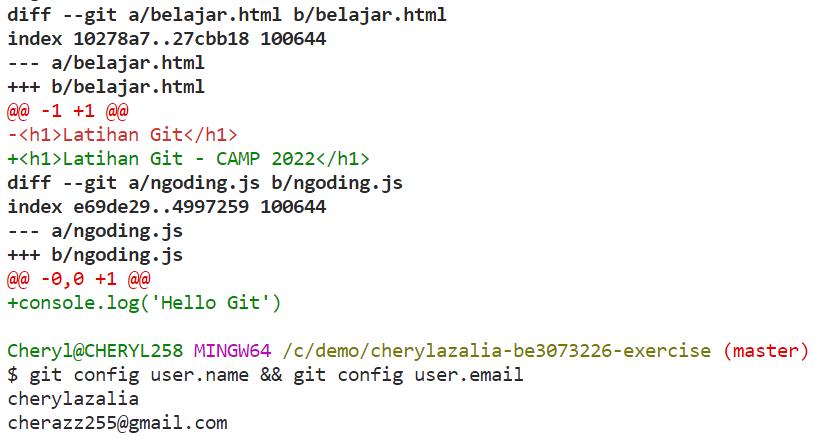 diff --git a/belajar.html b/belajar.html
index 10278a7..27cbb18 100644
--- a/belajar.html
+++ b/belajar.html
@@ -1 +1 @@
-<h1>Latihan Git</h1>
+<h1>Latihan Git - CAMP 2022</h1>
diff --git a/ngoding.js b/ngoding.js
index e69de29..4997259 100644
--- a/ngoding.js
+++ b/ngoding.js
@@ -0,0 +1 @@
+console.log('Hello Git')
Cheryl@CHERYL258 MINGW64 /c/demo/cherylazalia-be3073226-exercise (master)
$ git config user.name && git config user.email
cherylazalia
cherazz255@gmail.com